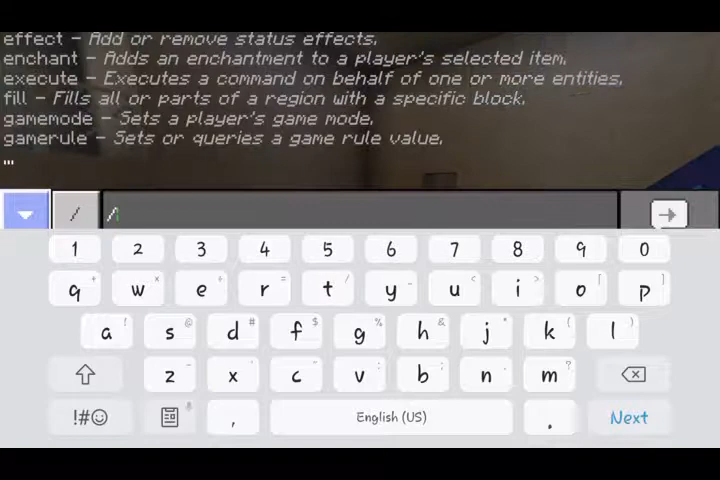 effect – Add or remove status effects.
enchant – Adds an enchantment to a player's selected item.
execute – Executes a command on behalf of one or more entities.
fill – Fills all or parts of a region with a specific block.
gamemode – Sets a player's game mode.
gamerule – Sets or queries a game rule value.
...
/ /
1 2 3 4 5 6 7 8 9 0
q + w × e ÷ r = t / y _ u < i > o [ p ]
a ! s @ d # f $ g % h & j * k ( l )
z - x ' c " v : b ; n , m ?
!#☺ , English (US) . Next